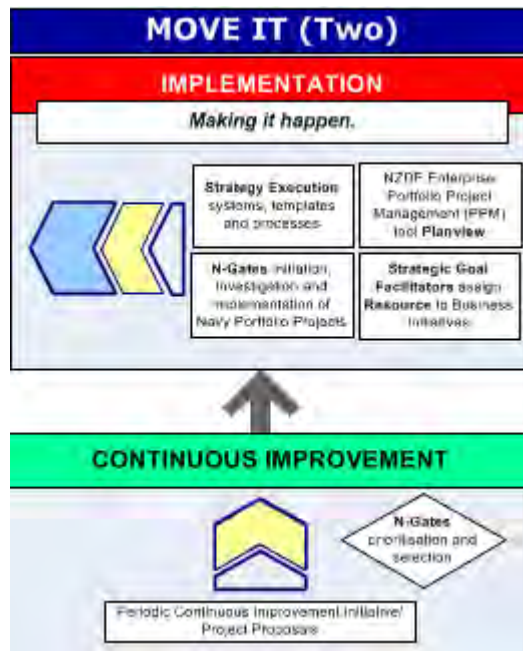 MOVE IT (Two)
IMPLEMENTATION
Making it happen.
Strategy Execution
systems, templates
and processes
NZDF Enterprise
Portfolio Project
Management (PPM)
tool Planview
N-Gates Initiation,
Investigation and
Implementation of
Navy Portfolio Projects
Strategic Goal
Facilitators assign
Resource to Business
Initiatives
CONTINUOUS IMPROVEMENT
N-Gates
prioritisation and
selection
Periodic Continuous Improvement Initiative/
Project Proposals